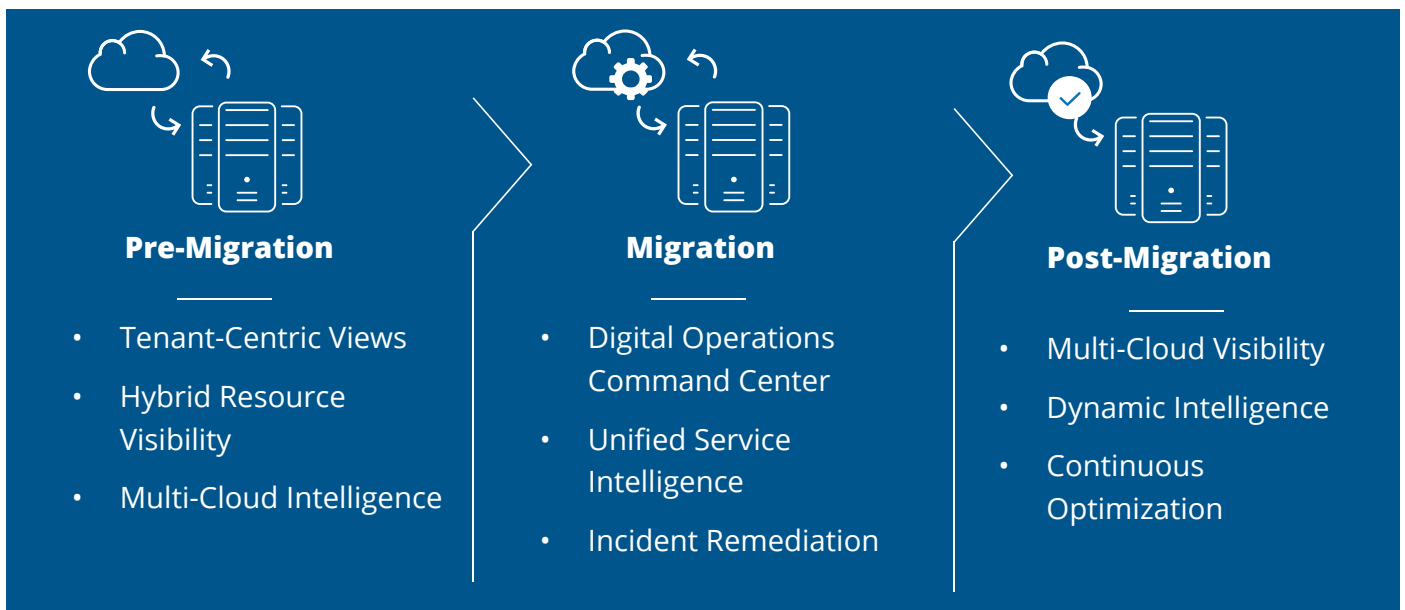 Pre-Migration
• Tenant-Centric Views
• Hybrid Resource
Visibility
• Multi-Cloud Intelligence
Migration
• Digital Operations
Command Center
• Unified Service
Intelligence
• Incident Remediation
Post-Migration
• Multi-Cloud Visibility
• Dynamic Intelligence
• Continuous
Optimization